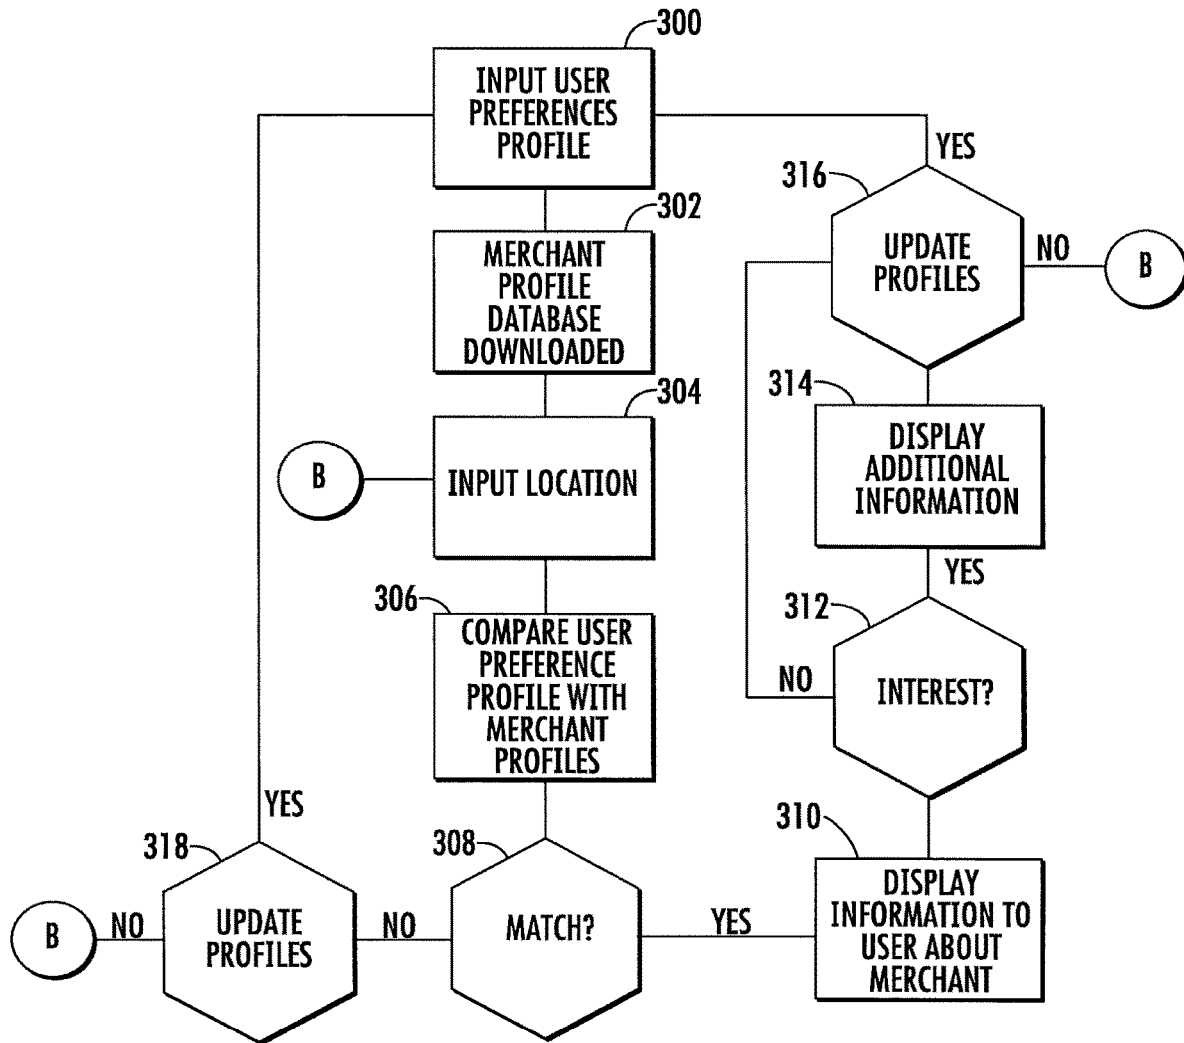 300
INPUT USER
PREFERENCES
PROFILE
YES
316
302
UPDATE
PROFILES
NO
B
MERCHANT
PROFILE
DATABASE
DOWNLOADED
314
304
DISPLAY
ADDITIONAL
INFORMATION
B
INPUT LOCATION
YES
306
312
COMPARE USER
PREFERENCE
PROFILE WITH
MERCHANT
PROFILES
NO
INTEREST?
YES
310
318
308
DISPLAY
INFORMATION TO
USER ABOUT
MERCHANT
B
NO
UPDATE
PROFILES
NO
MATCH?
YES